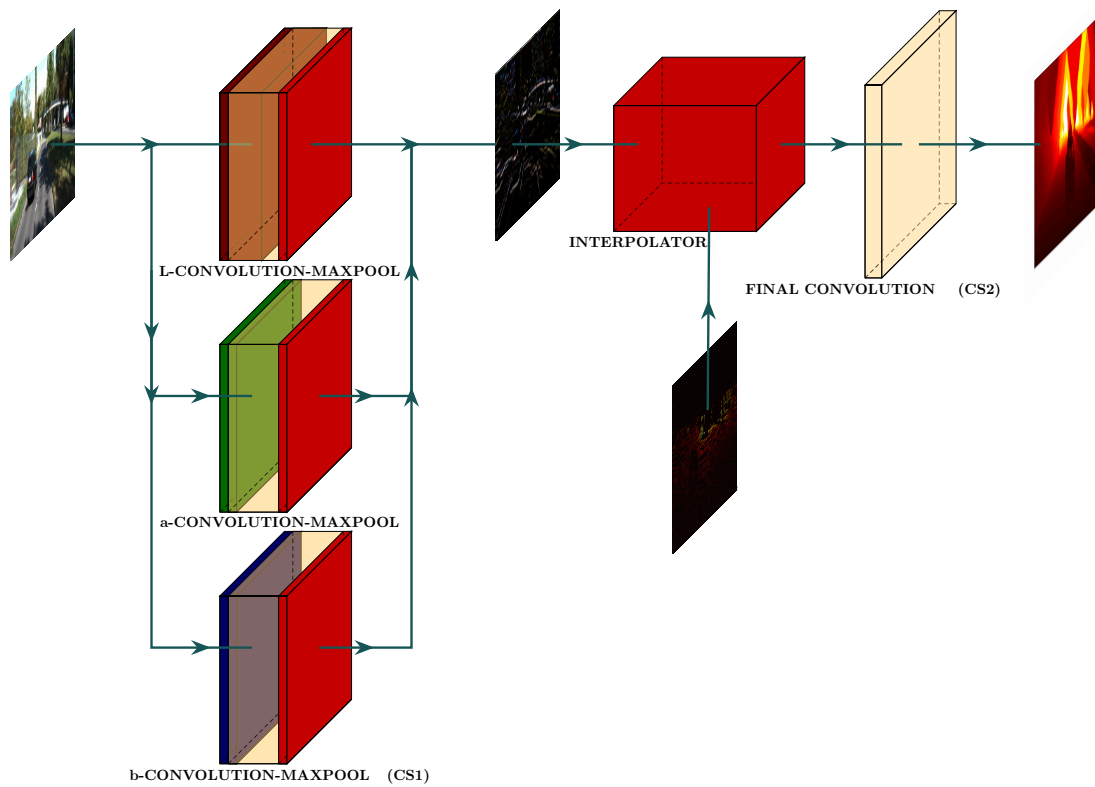 L-CONVOLUTION-MAXPOOL
INTERPOLATOR
FINAL CONVOLUTION (CS2)
a-CONVOLUTION-MAXPOOL
b-CONVOLUTION-MAXPOOL (CS1)